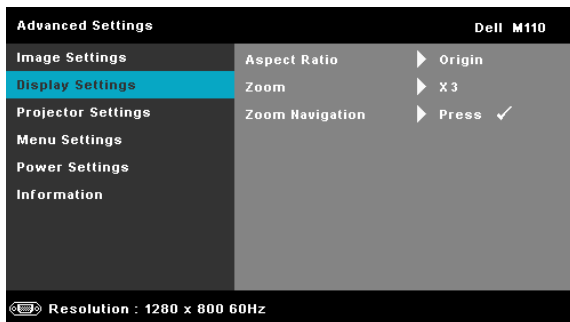 Advanced Settings Dell M110
Image Settings
Display Settings
Projector Settings
Menu Settings
Power Settings
Information
Aspect Ratio Origin
Zoom X3
Zoom Navigation Press ✓
Resolution : 1280 x 800 60Hz